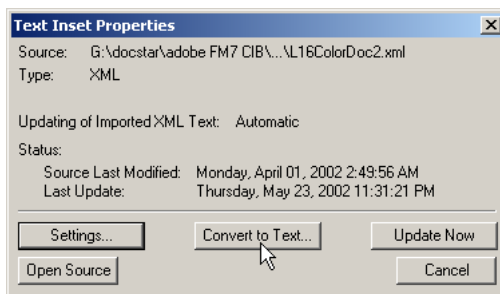 Text Inset Properties
Source: G:\docstar\adobe FM7 CIB\...\L16ColorDoc2.xml
Type: XML
Updating of Imported XML Text: Automatic
Status:
Source Last Modified: Monday, April 01, 2002 2:49:56 AM
Last Update: Thursday, May 23, 2002 11:31:21 PM
Settings... Convert to Text... Update Now
Open Source Cancel